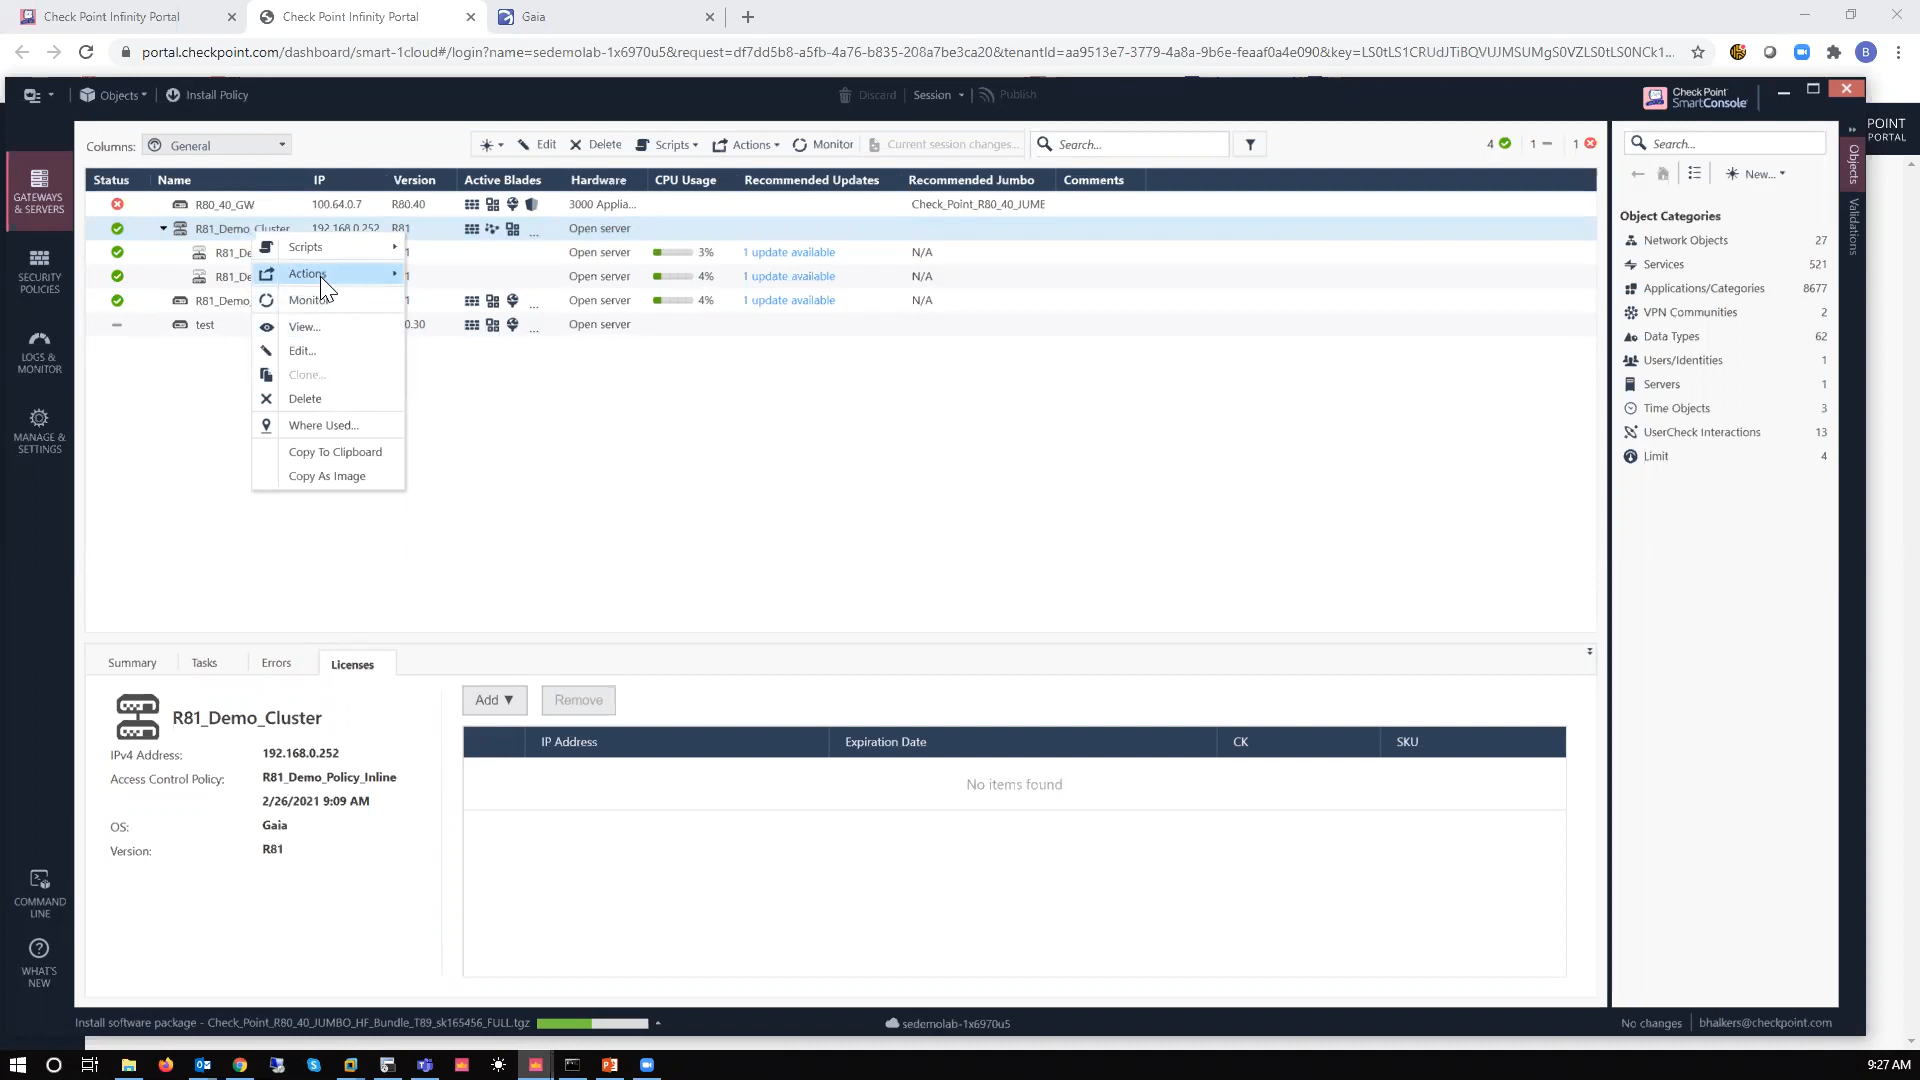 Check Point Infinity Portal
Check Point Infinity Portal
Gaia
portal.checkpoint.com/dashboard/smart-1cloud#/login?name=sedemolab-1x6970u5&request=df7dd5b8-a5fb-4a76-b835-208a7be3ca20&tenantId=aa9513e7-3779-4a8a-9b6e-feaaf0a4e090&key=LS0tLS1CRUdJTiBQVUJMSUMgS0VZLS0tLS0NCk1...
B
Objects
Install Policy
Discard
Session
Publish
Check Point
SmartConsole
POINT
PORTAL
Columns:
General
Edit
Delete
Scripts
Actions
Monitor
Current session changes...
Search...
4
1
1
Status Name IP Version Active Blades Hardware CPU Usage Recommended Updates Recommended Jumbo Comments
R80_40_GW 100.64.0.7 R80.40 ... 3000 Applia... Check_Point_R80_40_JUME
R81_Demo_Cluster 192.168.0.252 R81 ... Open server
R81_De 1 Open server 3% 1 update available N/A
R81_De 1 Open server 4% 1 update available N/A
R81_Demo_ 1 ... Open server 4% 1 update available N/A
test 0.30 ... Open server
Scripts
Actions
Monitor
View...
Edit...
Clone...
Delete
Where Used...
Copy To Clipboard
Copy As Image
GATEWAYS
& SERVERS
SECURITY
POLICIES
LOGS &
MONITOR
MANAGE &
SETTINGS
COMMAND
LINE
WHAT'S
NEW
Summary
Tasks
Errors
Licenses
R81_Demo_Cluster
IPv4 Address: 192.168.0.252
Access Control Policy: R81_Demo_Policy_Inline
2/26/2021 9:09 AM
OS: Gaia
Version: R81
Add ▼
Remove
IP Address Expiration Date CK SKU
No items found
Search...
New...
Object Categories
Network Objects 27
Services 521
Applications/Categories 8677
VPN Communities 2
Data Types 62
Users/Identities 1
Servers 1
Time Objects 3
UserCheck Interactions 13
Limit 4
Objects
Validations
Install software package - Check_Point_R80_40_JUMBO_HF_Bundle_T89_sk165456_FULL.tgz
sedemolab-1x6970u5
No changes
bhalkers@checkpoint.com
9:27 AM